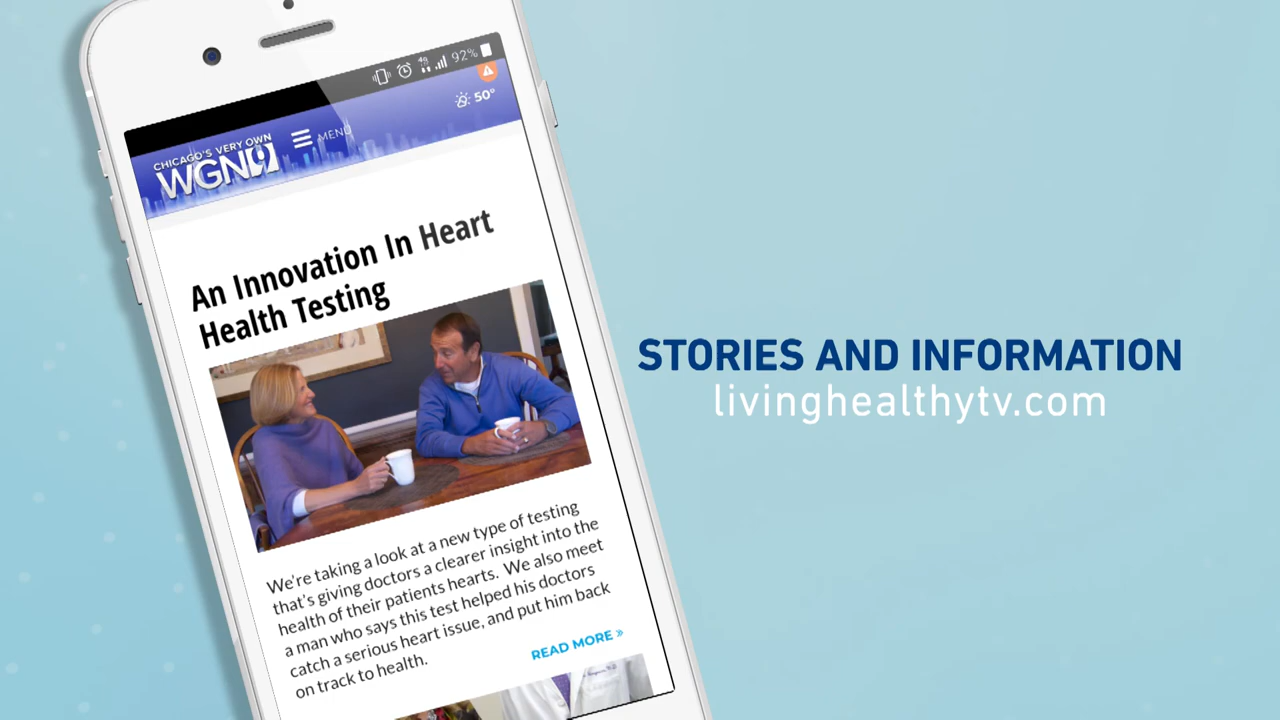 92%
50°
CHICAGO'S VERY OWN
WGN9
MENU
An Innovation In Heart
Health Testing
We're taking a look at a new type of testing
that's giving doctors a clearer insight into the
health of their patients hearts. We also meet
a man who says this test helped his doctors
catch a serious heart issue, and put him back
on track to health.
READ MORE »
STORIES AND INFORMATION
livinghealthytv.com